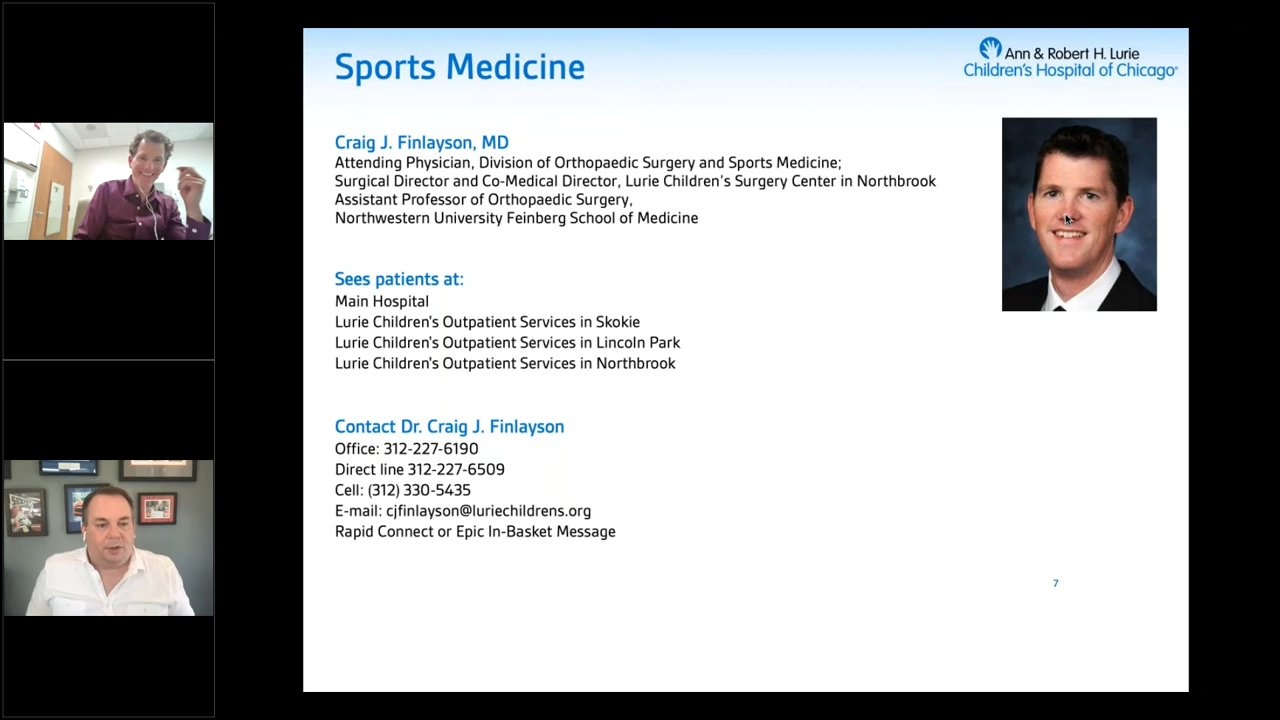 Sports Medicine
Ann & Robert H. Lurie
Children's Hospital of Chicago®
Craig J. Finlayson, MD
Attending Physician, Division of Orthopaedic Surgery and Sports Medicine;
Surgical Director and Co-Medical Director, Lurie Children's Surgery Center in Northbrook
Assistant Professor of Orthopaedic Surgery,
Northwestern University Feinberg School of Medicine
Sees patients at:
Main Hospital
Lurie Children's Outpatient Services in Skokie
Lurie Children's Outpatient Services in Lincoln Park
Lurie Children's Outpatient Services in Northbrook
Contact Dr. Craig J. Finlayson
Office: 312-227-6190
Direct line 312-227-6509
Cell: (312) 330-5435
E-mail: cjfinlayson@luriechildrens.org
Rapid Connect or Epic In-Basket Message
7